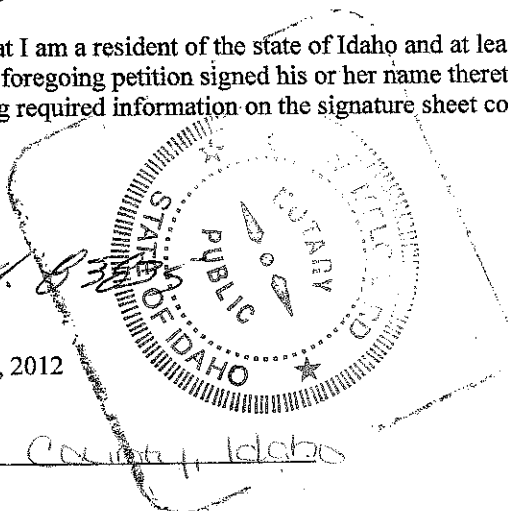 at I am a resident of the state of Idaho and at lea
foregoing petition signed his or her name theret
g required information on the signature sheet co
STATE OF IDAHO
PUBLIC
, 2012
County, Idaho